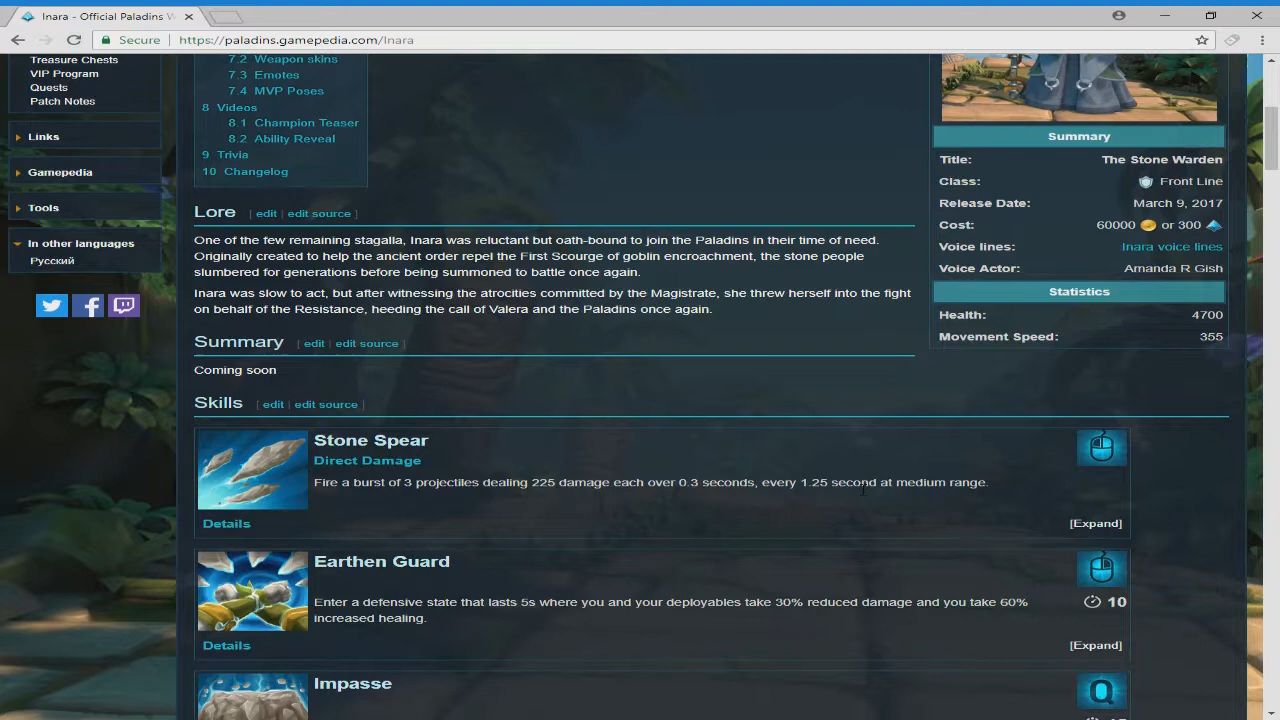 Inara - Official Paladins W
Secure
https://paladins.gamepedia.com/Inara
Treasure Chests
VIP Program
Quests
Patch Notes
Links
Gamepedia
Tools
In other languages
Русский
7.2 Weapon skins
7.3 Emotes
7.4 MVP Poses
8 Videos
8.1 Champion Teaser
8.2 Ability Reveal
9 Trivia
10 Changelog
Lore [ edit | edit source ]
One of the few remaining stagalla, Inara was reluctant but oath-bound to join the Paladins in their time of need.
Originally created to help the ancient order repel the First Scourge of goblin encroachment, the stone people
slumbered for generations before being summoned to battle once again.
Inara was slow to act, but after witnessing the atrocities committed by the Magistrate, she threw herself into the fight
on behalf of the Resistance, heeding the call of Valera and the Paladins once again.
Summary [ edit | edit source ]
Coming soon
Skills [ edit | edit source ]
Stone Spear
Direct Damage
Fire a burst of 3 projectiles dealing 225 damage each over 0.3 seconds, every 1.25 second at medium range.
Details [Expand]
Earthen Guard
Enter a defensive state that lasts 5s where you and your deployables take 30% reduced damage and you take 60%
increased healing.
10
Details [Expand]
Impasse
Q
Summary
Title: The Stone Warden
Class: Front Line
Release Date: March 9, 2017
Cost: 60000 or 300
Voice lines: Inara voice lines
Voice Actor: Amanda R Gish
Statistics
Health: 4700
Movement Speed: 355